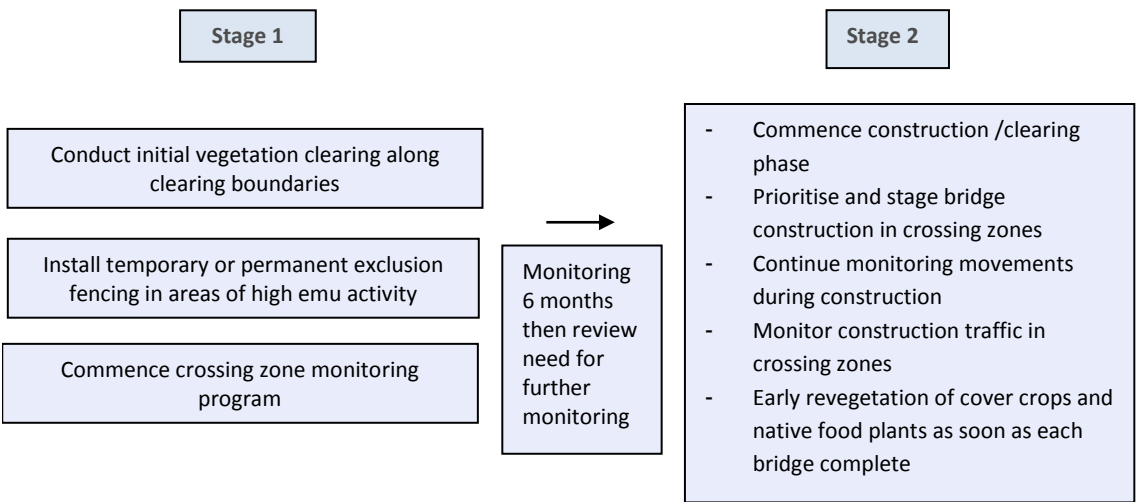 Stage 1
Stage 2
Conduct initial vegetation clearing along
clearing boundaries
Install temporary or permanent exclusion
fencing in areas of high emu activity
Commence crossing zone monitoring
program
Monitoring
6 months
then review
need for
further
monitoring
- Commence construction /clearing
phase
- Prioritise and stage bridge
construction in crossing zones
- Continue monitoring movements
during construction
- Monitor construction traffic in
crossing zones
- Early revegetation of cover crops and
native food plants as soon as each
bridge complete